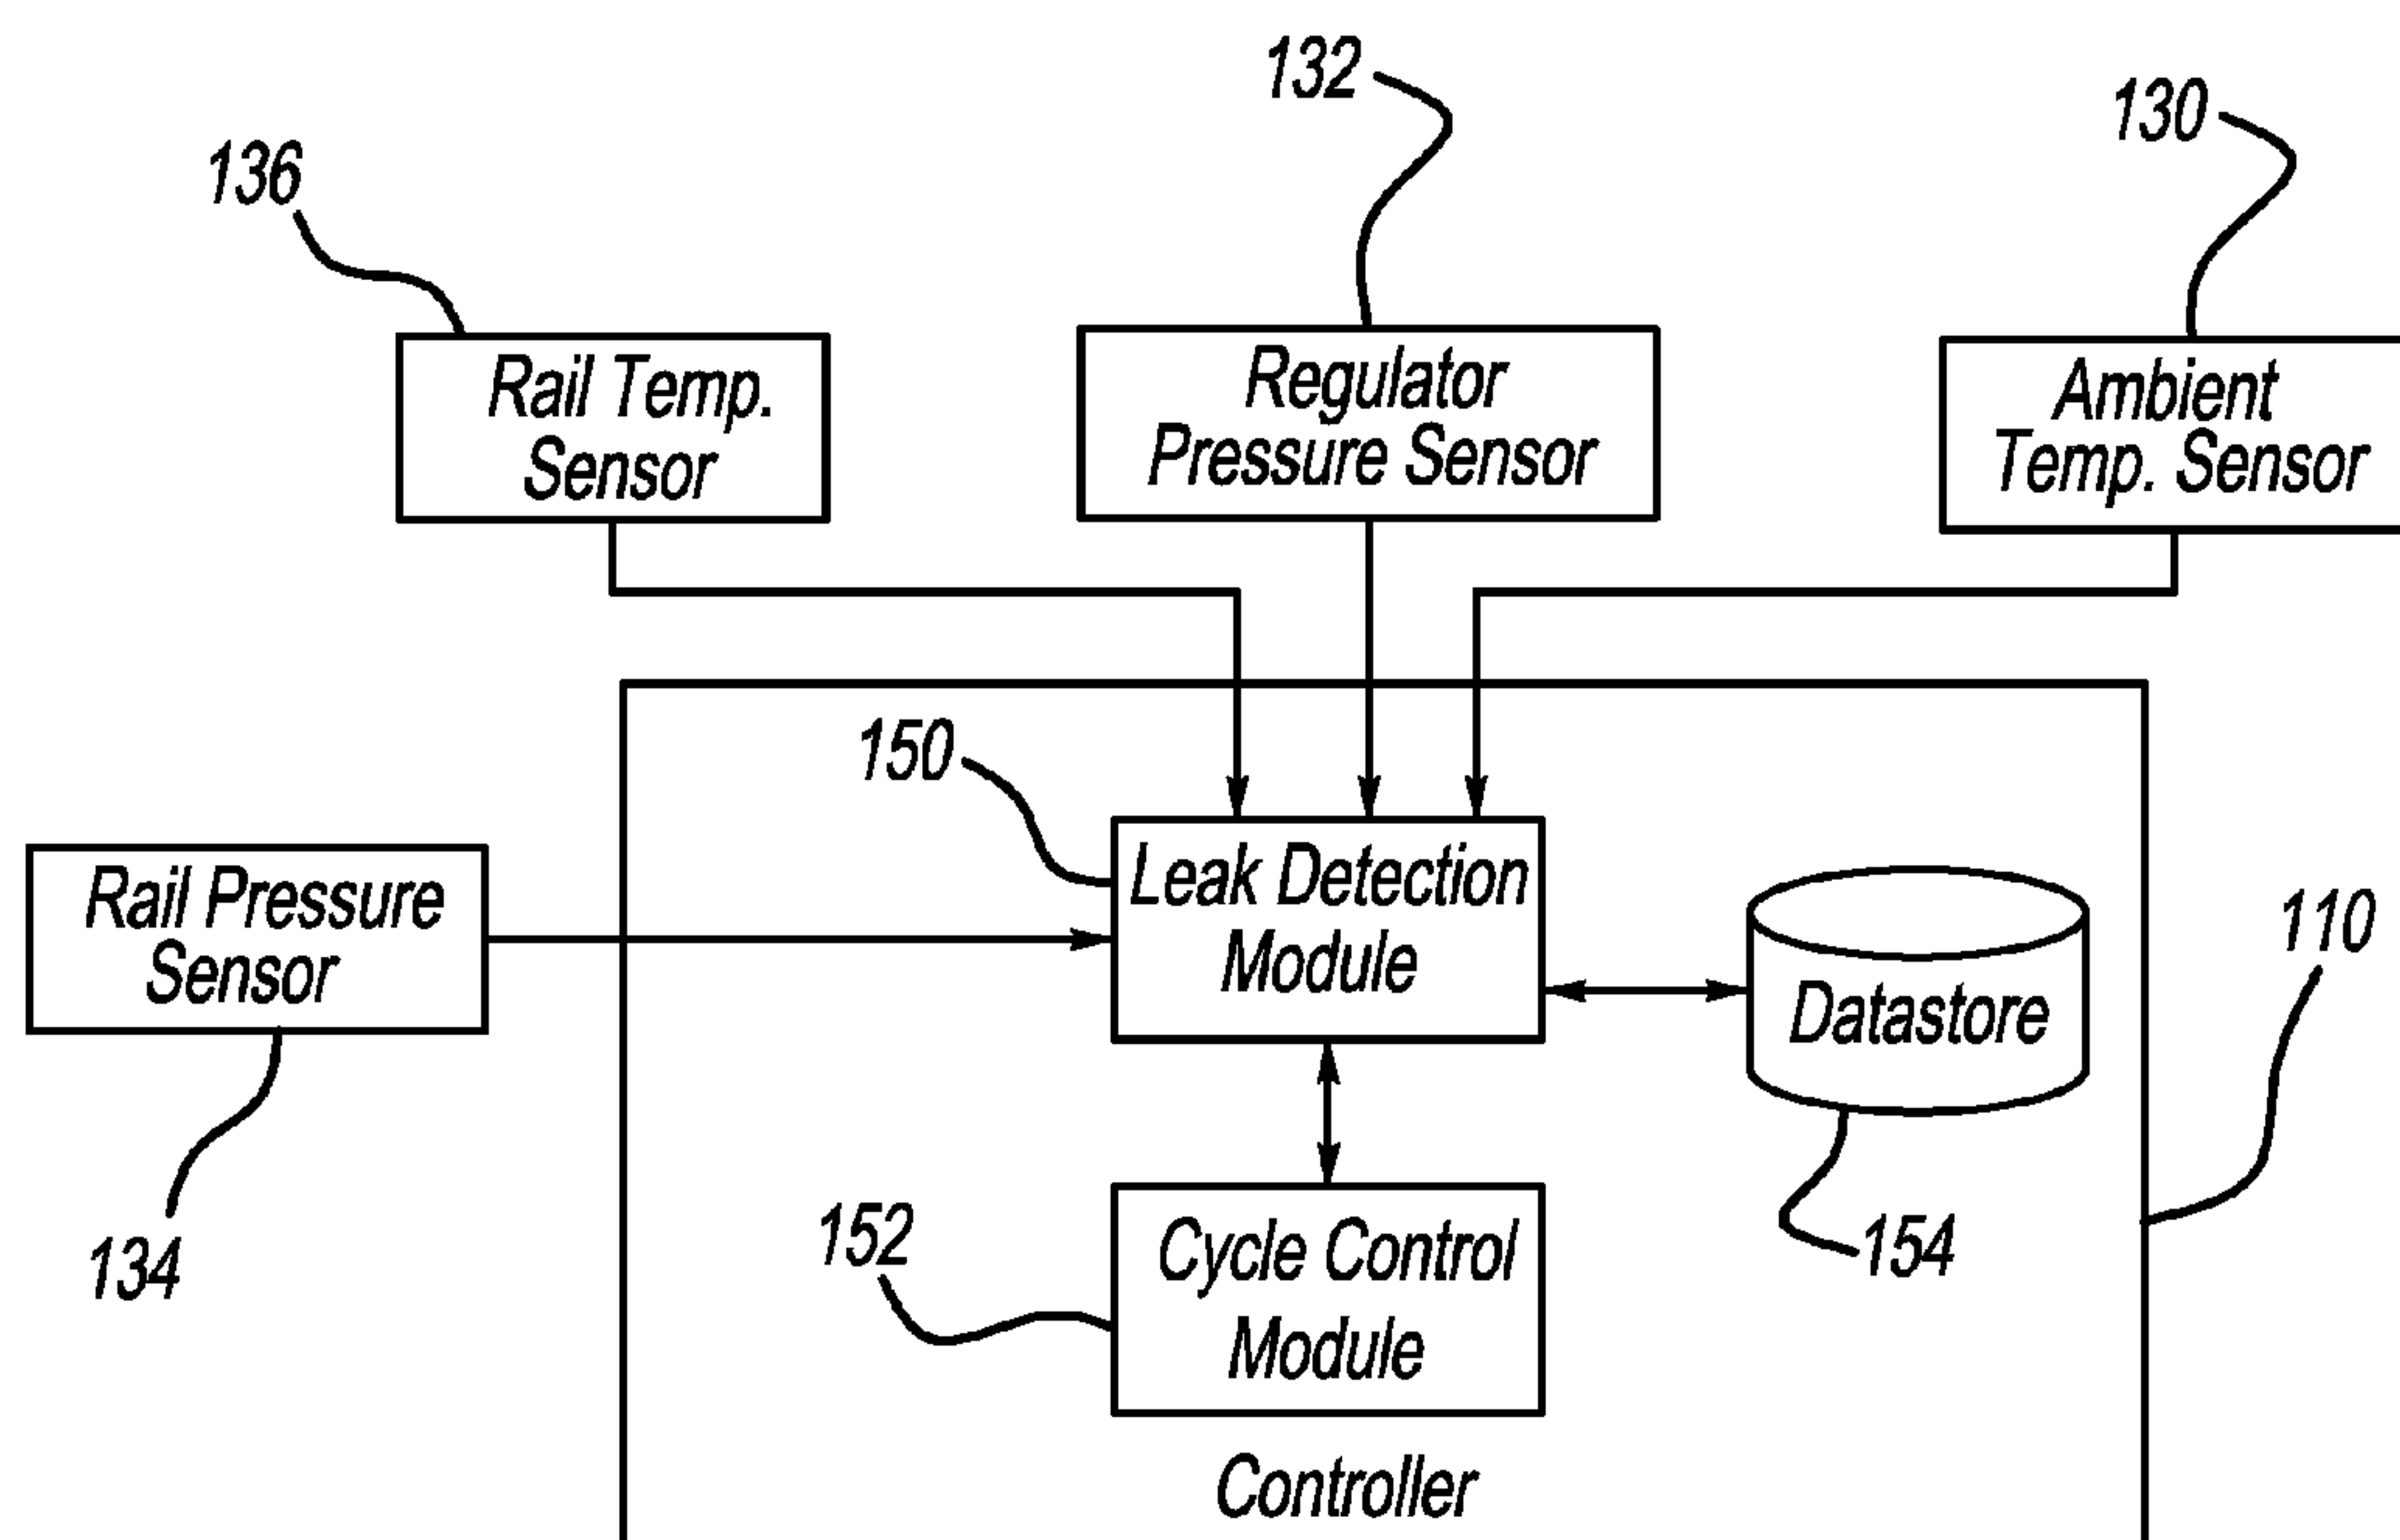 132
130
136
Rail Temp.
Sensor
Regulator
Pressure Sensor
Ambient
Temp. Sensor
150
Rail Pressure
Sensor
Leak Detection
Module
Datastore
110
134
152
Cycle Control
Module
154
Controller